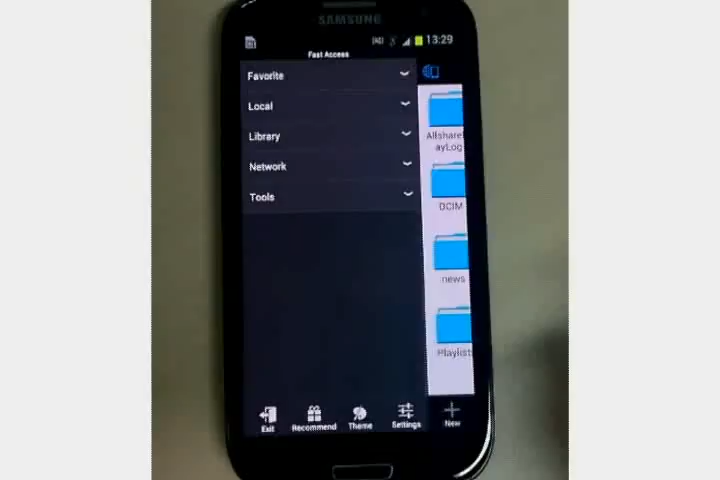 SAMSUNG
13:29
Fast Access
Favorite
Local
Library
Network
Tools
Allshare
ayLog
DCIM
news
Playlist
Exit
Recommend
Theme
Settings
New